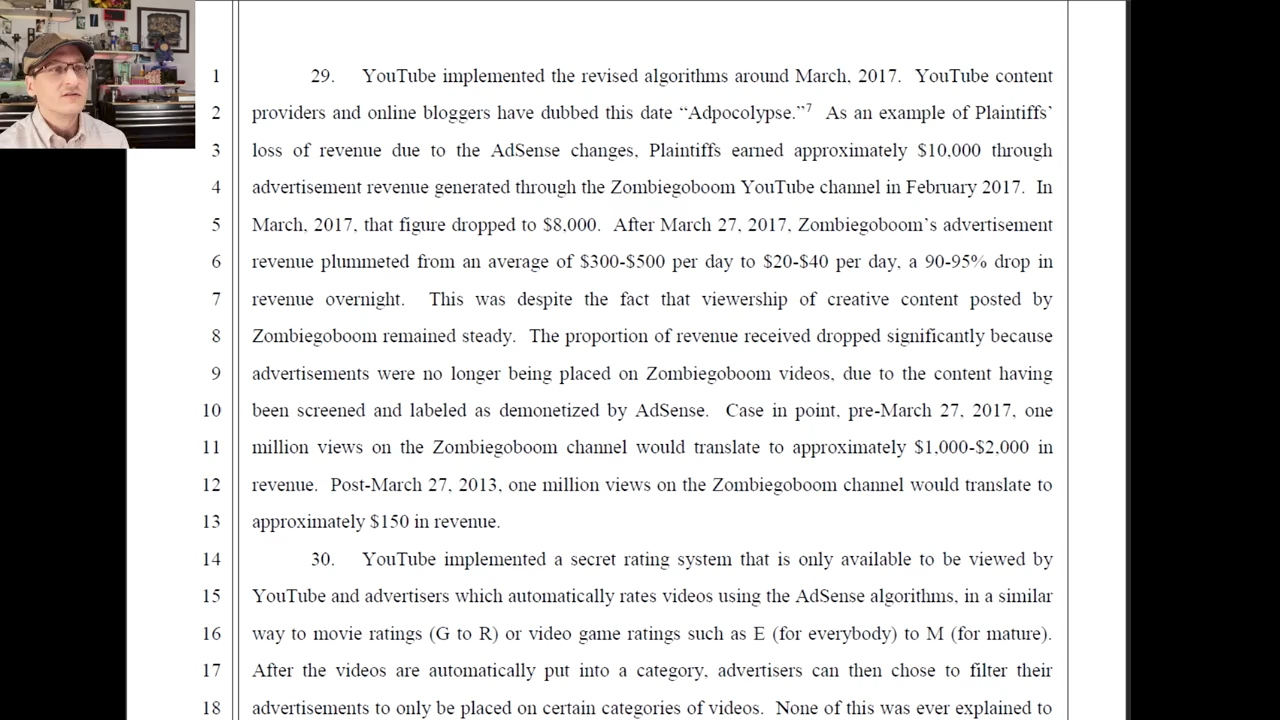 1 29. YouTube implemented the revised algorithms around March, 2017. YouTube content
2 providers and online bloggers have dubbed this date “Adpocolypse.”7 As an example of Plaintiffs’
3 loss of revenue due to the AdSense changes, Plaintiffs earned approximately $10,000 through
4 advertisement revenue generated through the Zombiegoboom YouTube channel in February 2017. In
5 March, 2017, that figure dropped to $8,000. After March 27, 2017, Zombiegoboom’s advertisement
6 revenue plummeted from an average of $300-$500 per day to $20-$40 per day, a 90-95% drop in
7 revenue overnight. This was despite the fact that viewership of creative content posted by
8 Zombiegoboom remained steady. The proportion of revenue received dropped significantly because
9 advertisements were no longer being placed on Zombiegoboom videos, due to the content having
10 been screened and labeled as demonetized by AdSense. Case in point, pre-March 27, 2017, one
11 million views on the Zombiegoboom channel would translate to approximately $1,000-$2,000 in
12 revenue. Post-March 27, 2013, one million views on the Zombiegoboom channel would translate to
13 approximately $150 in revenue.
14 30. YouTube implemented a secret rating system that is only available to be viewed by
15 YouTube and advertisers which automatically rates videos using the AdSense algorithms, in a similar
16 way to movie ratings (G to R) or video game ratings such as E (for everybody) to M (for mature).
17 After the videos are automatically put into a category, advertisers can then chose to filter their
18 advertisements to only be placed on certain categories of videos. None of this was ever explained to